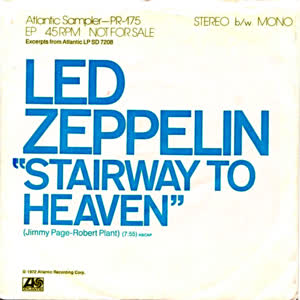 Atlantic Sampler—PR-175 STEREO b/w MONO
EP 45 RPM NOT FOR SALE
Excerpts from Atlantic LP SD 7208
LED
ZEPPELIN
“STAIRWAY TO
HEAVEN”
(Jimmy Page-Robert Plant) (7:55) ASCAP
ATLANTIC
© 1972 Atlantic Recording Corp.